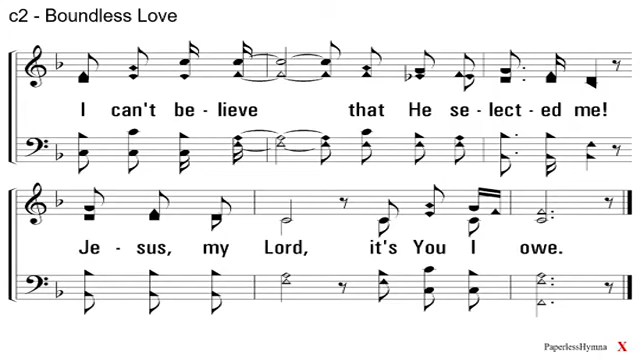 c2 - Boundless Love
I can't be - lieve that He se - lect - ed me!
Je - sus, my Lord, it's You I owe.
PaperlessHymnal X